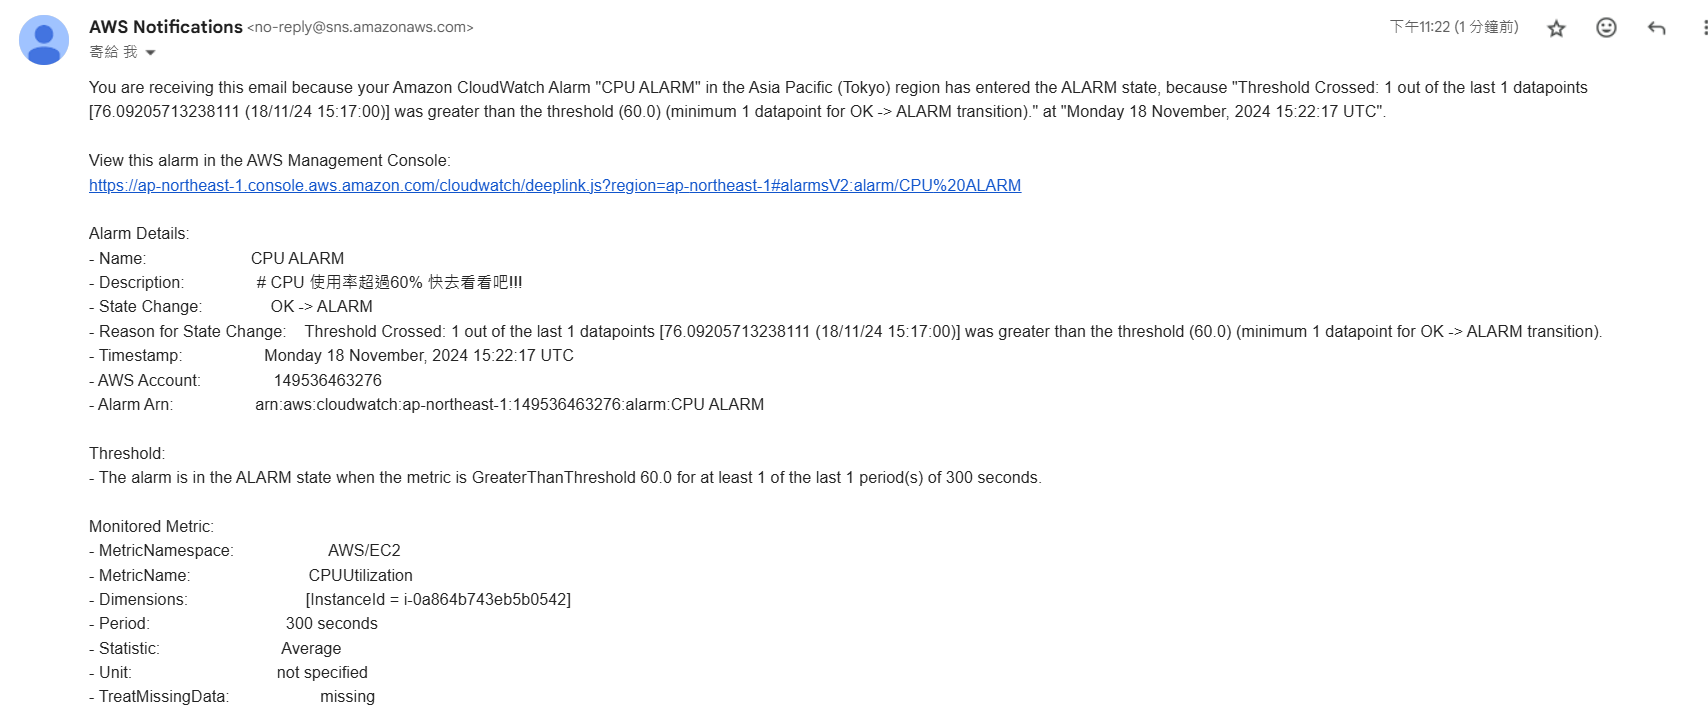 AWS Notifications <no-reply@sns.amazonaws.com>
下午11:22 (1 分鐘前)
寄給 我
You are receiving this email because your Amazon CloudWatch Alarm "CPU ALARM" in the Asia Pacific (Tokyo) region has entered the ALARM state, because "Threshold Crossed: 1 out of the last 1 datapoints
[76.09205713238111 (18/11/24 15:17:00)] was greater than the threshold (60.0) (minimum 1 datapoint for OK -> ALARM transition)." at "Monday 18 November, 2024 15:22:17 UTC".
View this alarm in the AWS Management Console:
https://ap-northeast-1.console.aws.amazon.com/cloudwatch/deeplink.js?region=ap-northeast-1#alarmsV2:alarm/CPU%20ALARM
Alarm Details:
- Name: CPU ALARM
- Description: # CPU 使用率超過60% 快去看看吧!!!
- State Change: OK -> ALARM
- Reason for State Change: Threshold Crossed: 1 out of the last 1 datapoints [76.09205713238111 (18/11/24 15:17:00)] was greater than the threshold (60.0) (minimum 1 datapoint for OK -> ALARM transition).
- Timestamp: Monday 18 November, 2024 15:22:17 UTC
- AWS Account: 149536463276
- Alarm Arn: arn:aws:cloudwatch:ap-northeast-1:149536463276:alarm:CPU ALARM
Threshold:
- The alarm is in the ALARM state when the metric is GreaterThanThreshold 60.0 for at least 1 of the last 1 period(s) of 300 seconds.
Monitored Metric:
- MetricNamespace: AWS/EC2
- MetricName: CPUUtilization
- Dimensions: [InstanceId = i-0a864b743eb5b0542]
- Period: 300 seconds
- Statistic: Average
- Unit: not specified
- TreatMissingData: missing